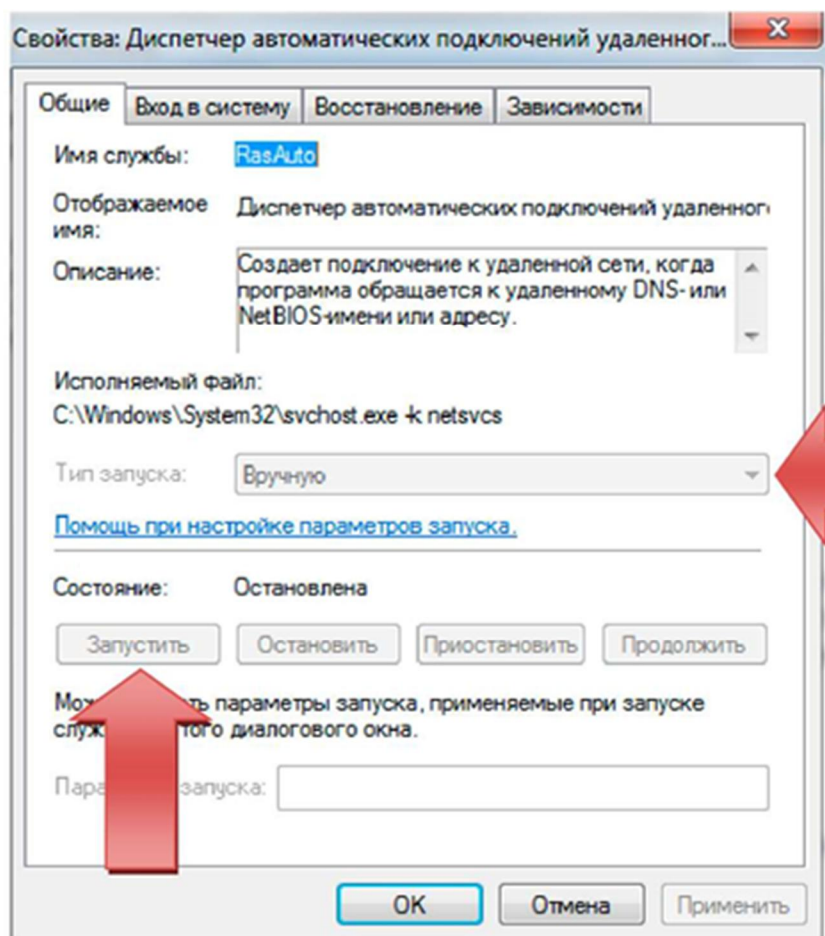 Свойства: Диспетчер автоматических подключений удаленног...
Общие Вход в систему Восстановление Зависимости
Имя службы: RasAuto
Отображаемое Диспетчер автоматических подключений удаленног
имя:
Описание: Создает подключение к удаленной сети, когда
программа обращается к удаленному DNS- или
NetBIOS-имени или адресу.
Исполняемый файл:
C:\Windows\System32\svchost.exe -k netsvcs
Тип запуска: Вручную
Помощь при настройке параметров запуска.
Состояние: Остановлена
Запустить Остановить Приостановить Продолжить
параметры запуска, применяемые при запуске
диалогового окна.
запуска:
ОК Отмена Применить